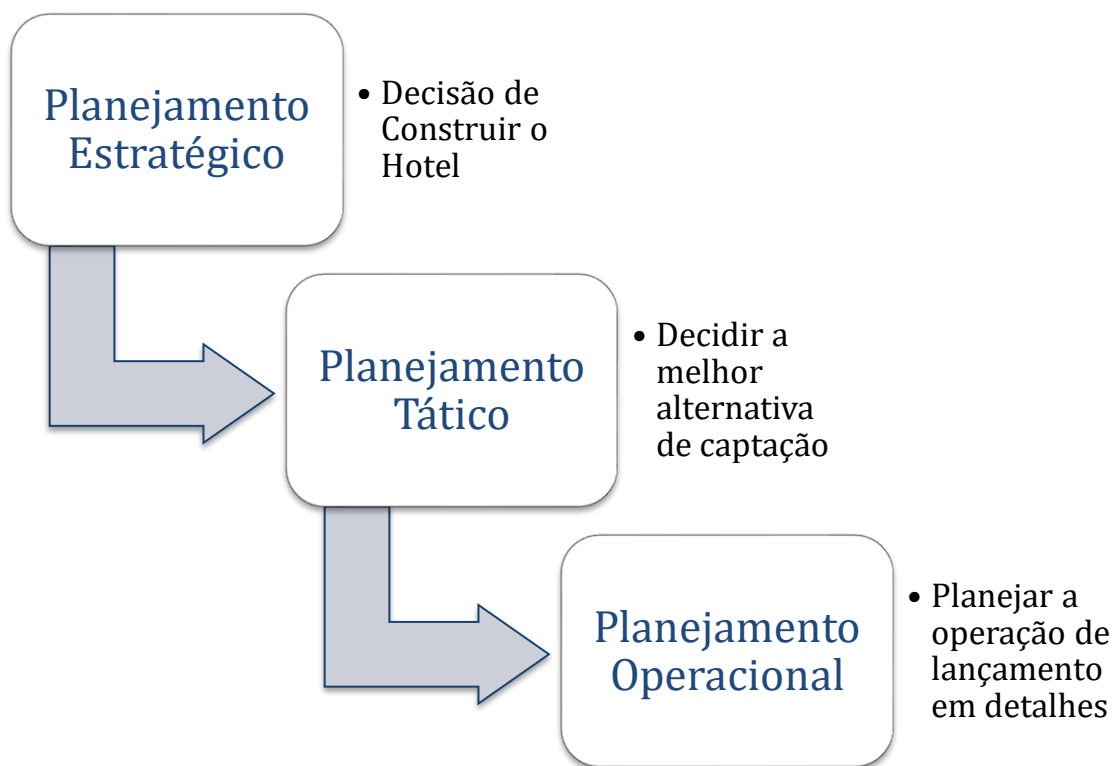 Planejamento
Estratégico
• Decisão de
Construir o
Hotel
Planejamento
Tático
• Decidir a
melhor
alternativa
de captação
Planejamento
Operacional
• Planejar a
operação de
lançamento
em detalhes